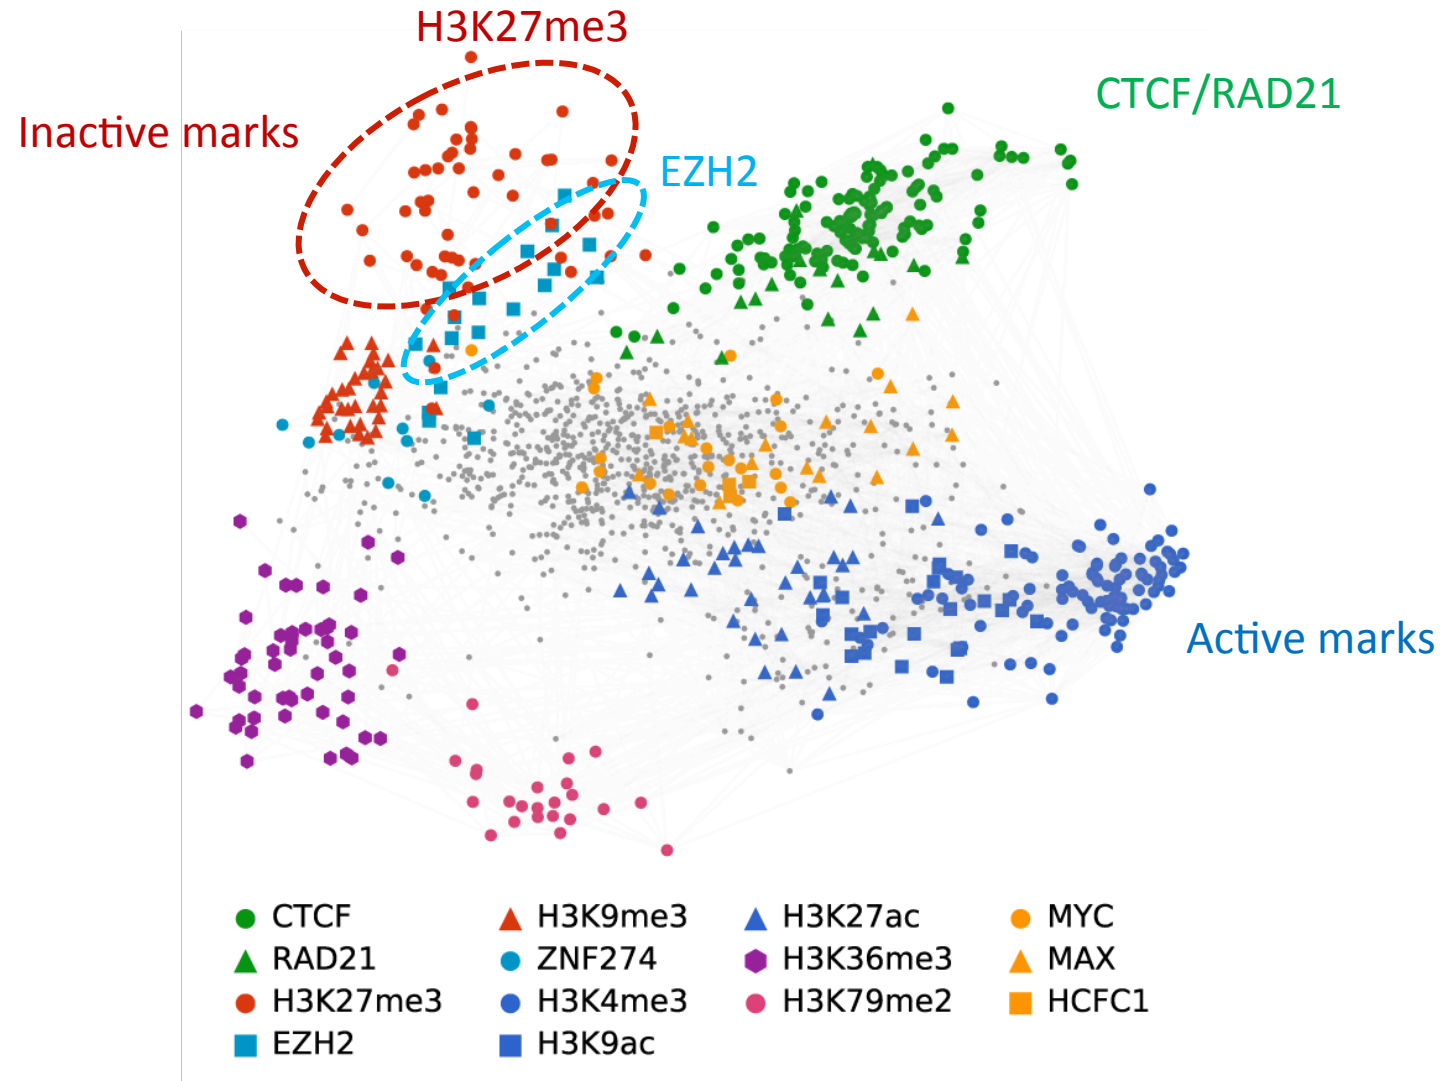 H3K27me3
CTCF/RAD21
Inactive marks
EZH2
Active marks
CTCF
H3K9me3
H3K27ac
MYC
RAD21
ZNF274
H3K36me3
MAX
H3K27me3
H3K4me3
H3K79me2
HCFC1
EZH2
H3K9ac